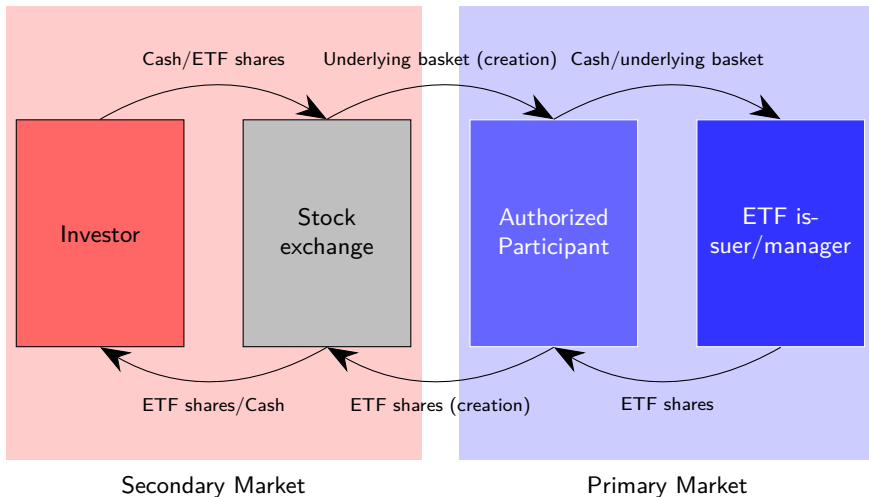 Cash/ETF shares
Underlying basket (creation)
Cash/underlying basket
Investor
Stock
exchange
Authorized
Participant
ETF is-
suer/manager
ETF shares/Cash
ETF shares (creation)
ETF shares
Secondary Market
Primary Market